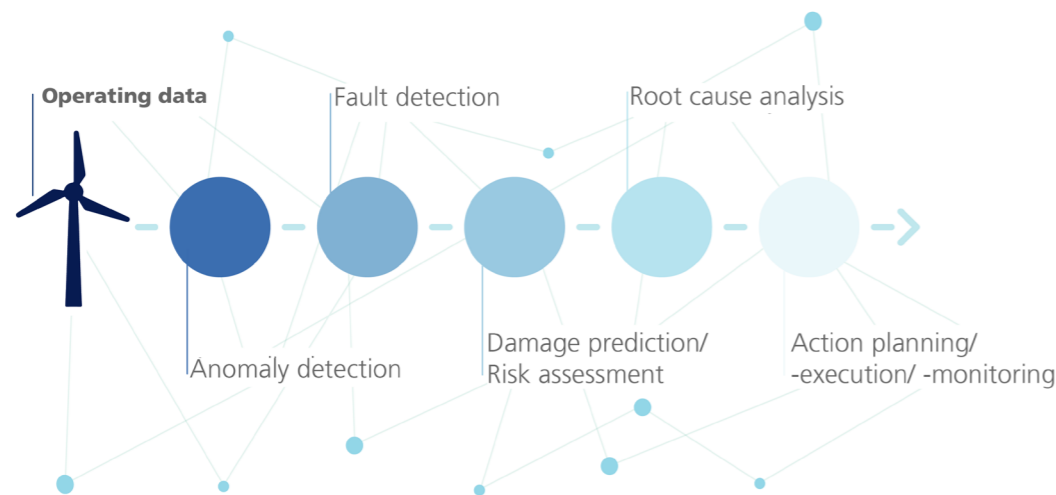 Operating data
Fault detection
Root cause analysis
Anomaly detection
Damage prediction/
Risk assessment
Action planning/
-execution/ -monitoring